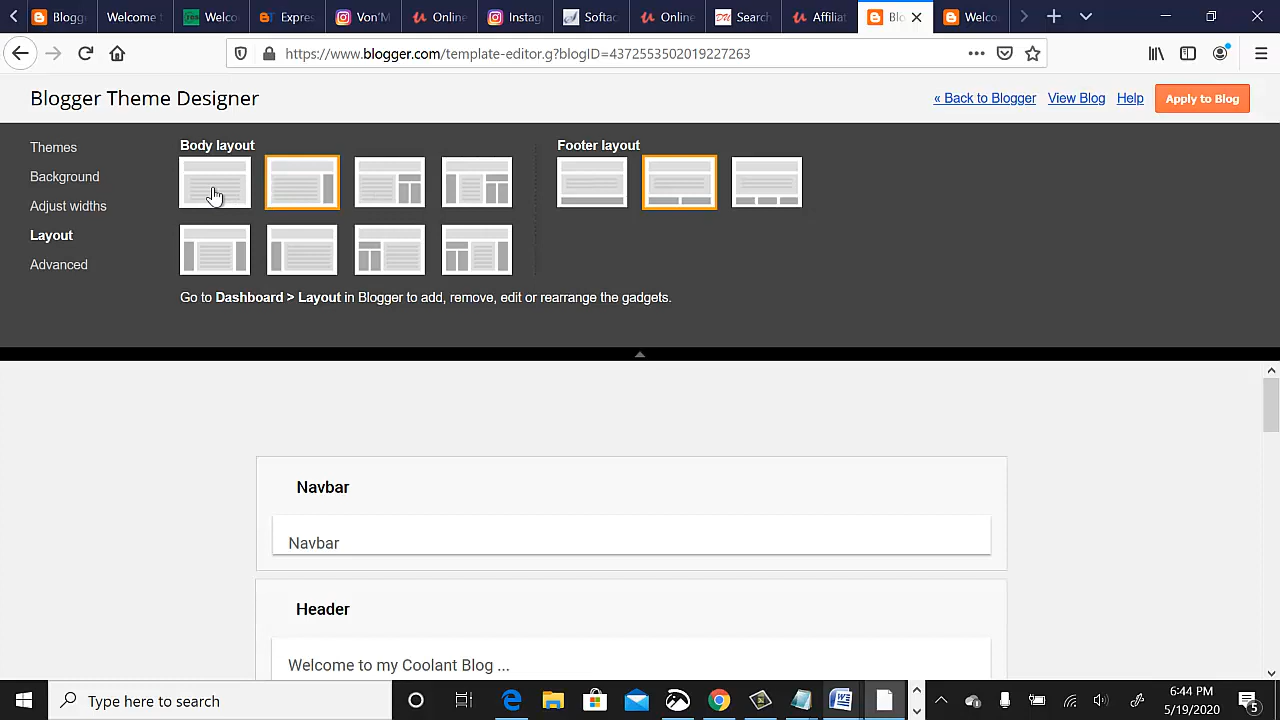 Blogg
Welcome
Welco
Expres
Von'M
Online
Instag
Softac
Online
Search
Affiliat
Blo
Welco
https://www.blogger.com/template-editor.g?blogID=4372553502019227263
Blogger Theme Designer
« Back to Blogger
View Blog
Help
Apply to Blog
Themes
Background
Adjust widths
Layout
Advanced
Body layout
Footer layout
Go to Dashboard > Layout in Blogger to add, remove, edit or rearrange the gadgets.
Navbar
Navbar
Header
Welcome to my Coolant Blog ...
Type here to search
6:44 PM
5/19/2020
5